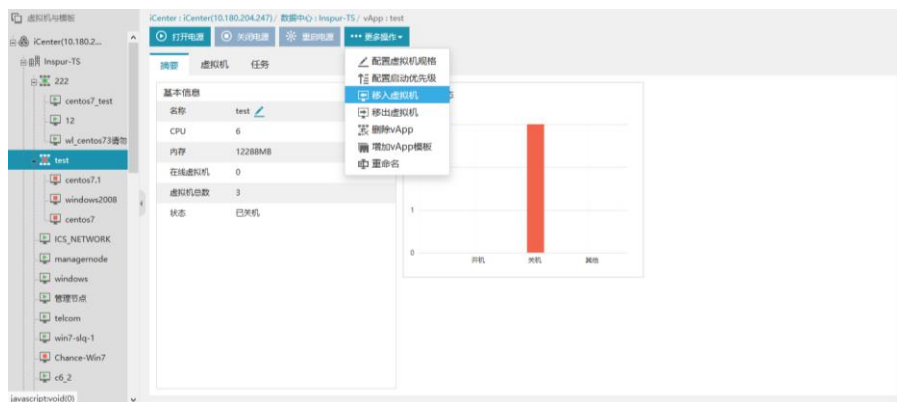 虚拟机与模板
iCenter : iCenter(10.180.204.247) / 数据中心 : Inspur-TS / vApp : test
iCenter(10.180.2...
Inspur-TS
222
centos7_test
12
wl_centos73请勿
test
centos7.1
windows2008
centos7
ICS_NETWORK
managernode
windows
管理节点
telcom
win7-slq-1
Chance-Win7
c6_2
javascript:void(0)
打开电源
关闭电源
重启电源
更多操作
摘要
虚拟机
任务
配置虚拟机规格
配置启动优先级
移入虚拟机
移出虚拟机
删除vApp
增加vApp模板
重命名
基本信息
名称 test
CPU 6
内存 12288MB
在线虚拟机 0
虚拟机总数 3
状态 已关机
1
0
开机 关机 其他